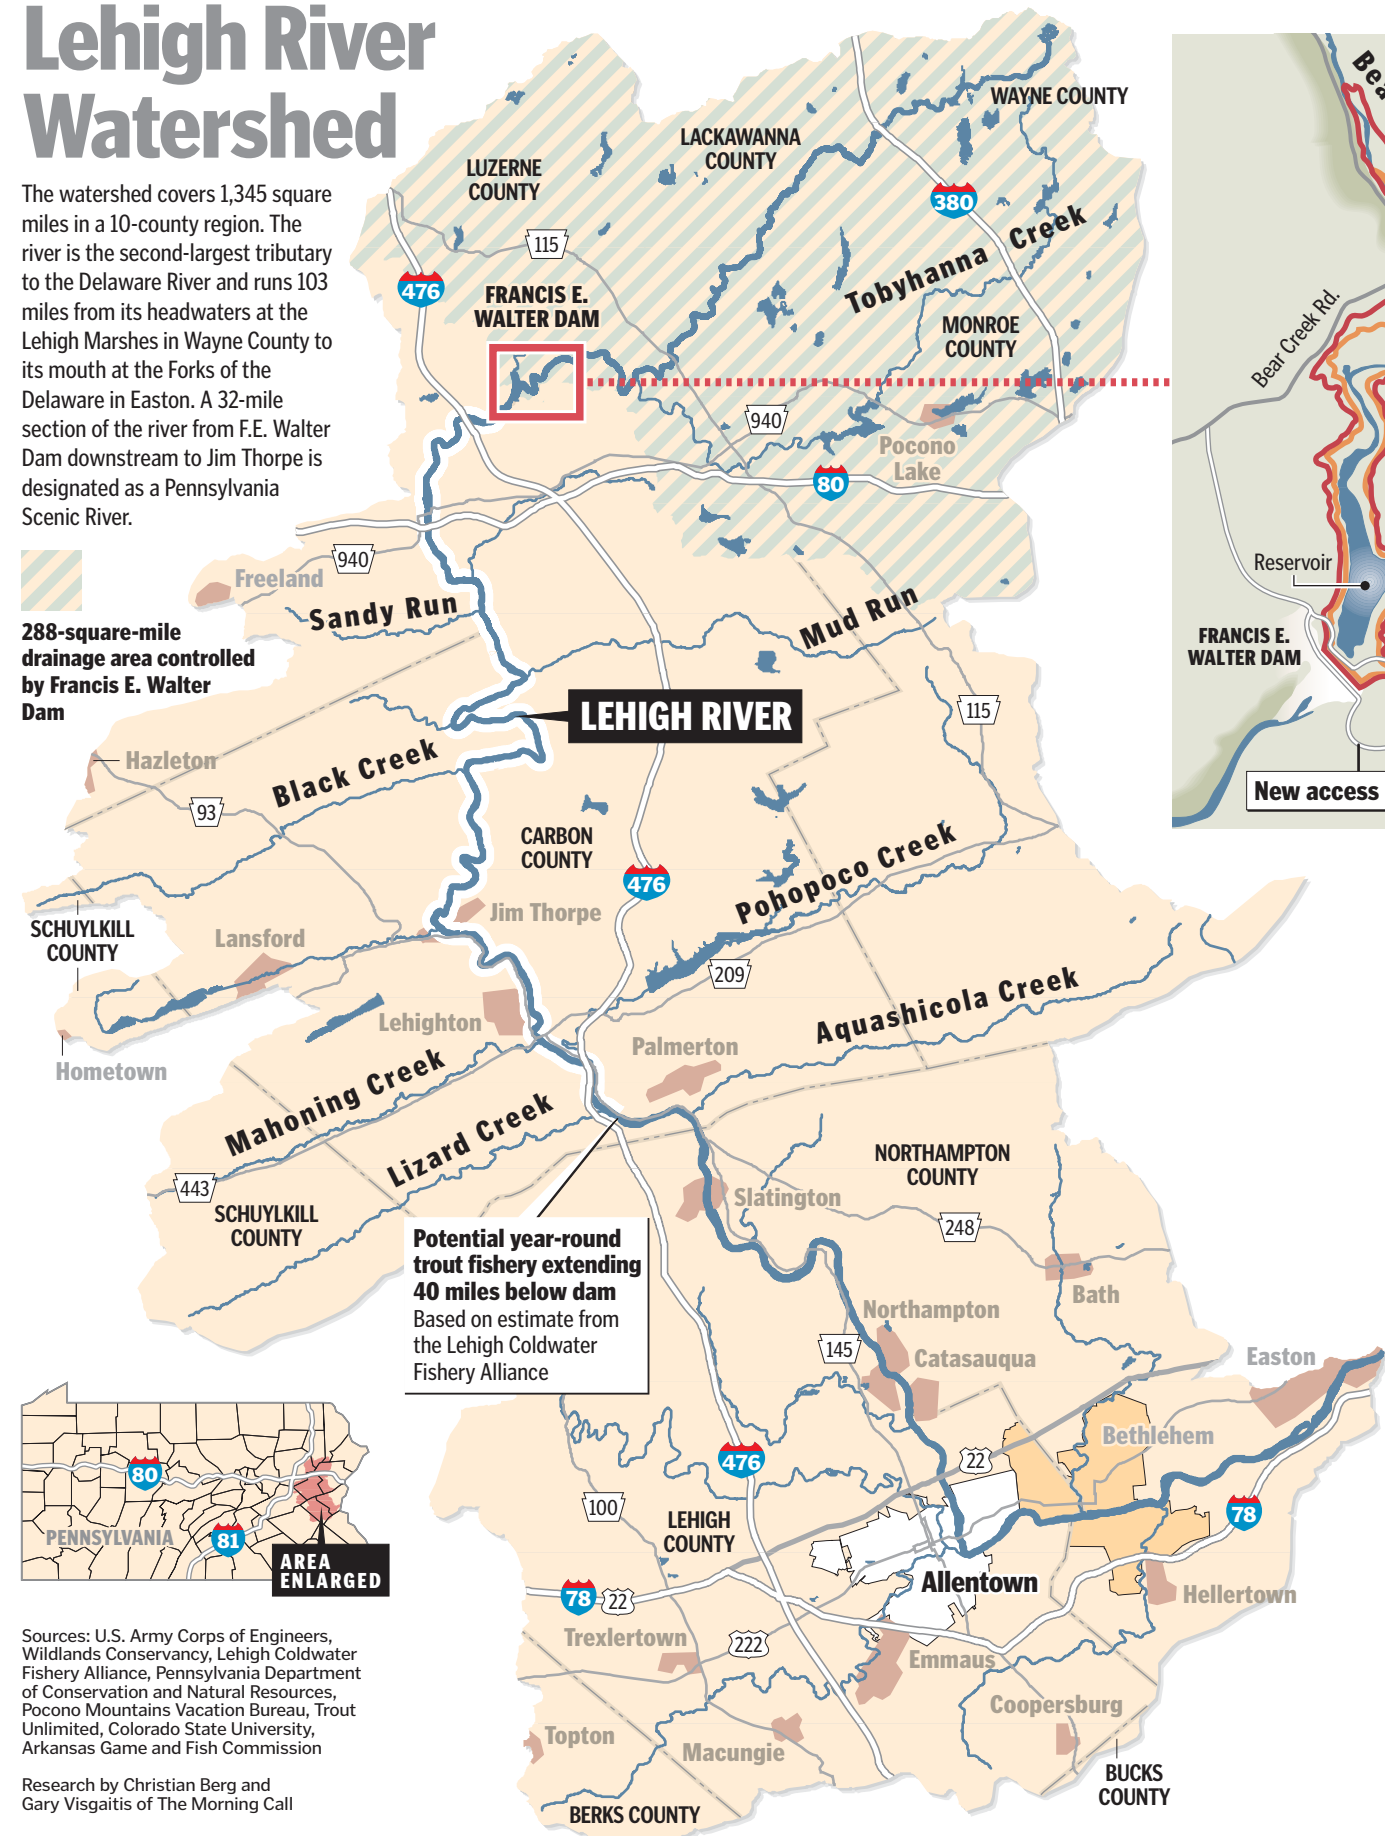 Lehigh River
Watershed
The watershed covers 1,345 square
miles in a 10-county region. The
river is the second-largest tributary
to the Delaware River and runs 103
miles from its headwaters at the
Lehigh Marshes in Wayne County to
its mouth at the Forks of the
Delaware in Easton. A 32-mile
section of the river from F.E. Walter
Dam downstream to Jim Thorpe is
designated as a Pennsylvania
Scenic River.
288-square-mile
drainage area controlled
by Francis E. Walter
Dam
WAYNE COUNTY
LACKAWANNA
COUNTY
LUZERNE
COUNTY
380
115
476
FRANCIS E.
WALTER DAM
Tobyhanna Creek
MONROE
COUNTY
940
Pocono
Lake
80
Bear Creek Rd.
Reservoir
FRANCIS E.
WALTER DAM
New access
940
Freeland
Sandy Run
Mud Run
LEHIGH RIVER
115
Hazleton
Black Creek
93
CARBON
COUNTY
476
Pohopoco Creek
Jim Thorpe
SCHUYLKILL
COUNTY
Lansford
209
Aquashicola Creek
Lehighton
Palmerton
Hometown
Mahoning Creek
Lizard Creek
443
SCHUYLKILL
COUNTY
NORTHAMPTON
COUNTY
Slatington
248
Potential year-round
trout fishery extending
40 miles below dam
Based on estimate from
the Lehigh Coldwater
Fishery Alliance
Bath
Northampton
145
Catasauqua
Easton
Bethlehem
22
476
100
LEHIGH
COUNTY
78
Allentown
78
22
Hellertown
Trexlertown
222
Emmaus
Coopersburg
Topton
Macungie
BUCKS
COUNTY
BERKS COUNTY
80
PENNSYLVANIA
81
AREA
ENLARGED
Sources: U.S. Army Corps of Engineers,
Wildlands Conservancy, Lehigh Coldwater
Fishery Alliance, Pennsylvania Department
of Conservation and Natural Resources,
Pocono Mountains Vacation Bureau, Trout
Unlimited, Colorado State University,
Arkansas Game and Fish Commission
Research by Christian Berg and
Gary Visgaitis of The Morning Call